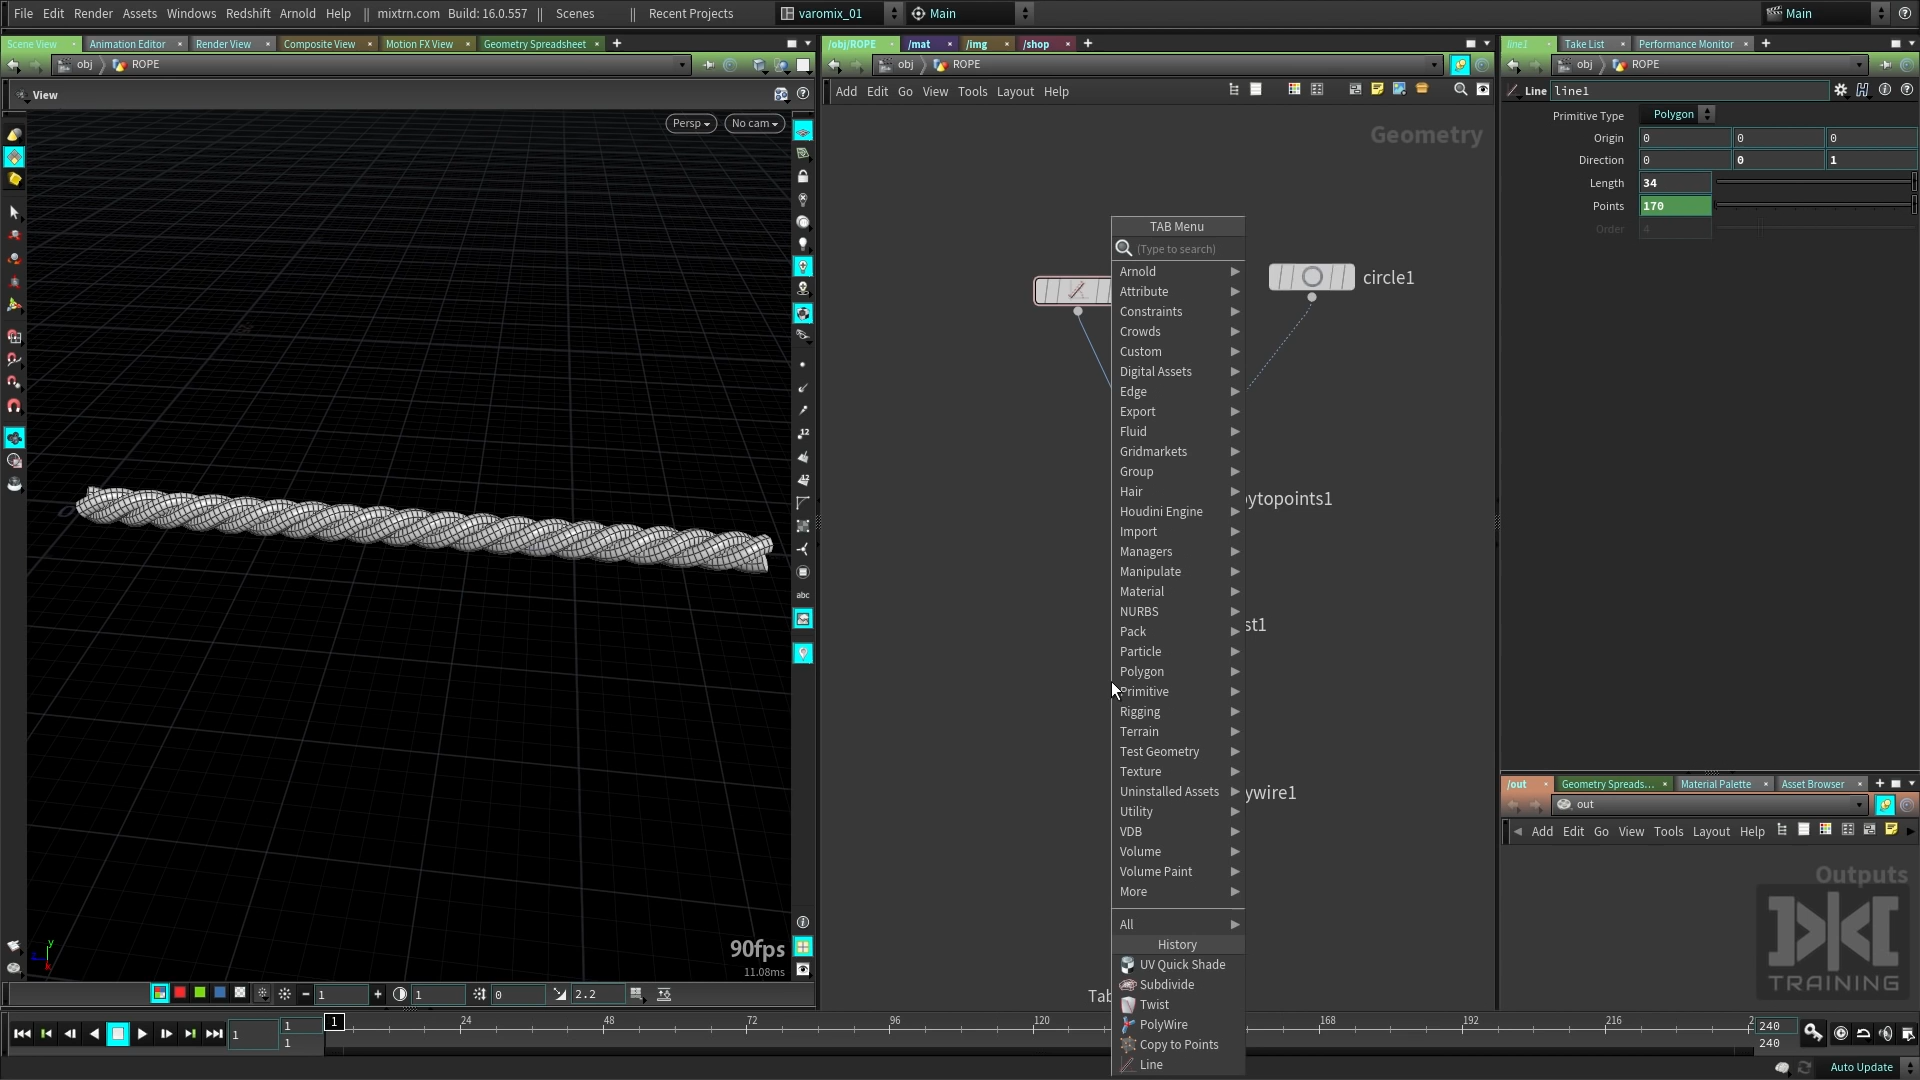 File Edit Render Assets Windows Redshift Arnold Help || mixtrn.com Build: 16.0.557 || Scenes || Recent Projects varomix_01 Main Main
Scene View Animation Editor Render View Composite View Motion FX View Geometry Spreadsheet
obj ROPE
View
Persp No cam
12
12
abc
90fps
11.08ms
y
1 1 0 2.2
/obj/ROPE /mat /img /shop
obj ROPE
Add Edit Go View Tools Layout Help
Geometry
circle1
ytopoints1
st1
ywire1
Tab
TAB Menu
(Type to search)
Arnold
Attribute
Constraints
Crowds
Custom
Digital Assets
Edge
Export
Fluid
Gridmarkets
Group
Hair
Houdini Engine
Import
Managers
Manipulate
Material
NURBS
Pack
Particle
Polygon
Primitive
Rigging
Terrain
Test Geometry
Texture
Uninstalled Assets
Utility
VDB
Volume
Volume Paint
More
All
History
UV Quick Shade
Subdivide
Twist
PolyWire
Copy to Points
Line
line1 Take List Performance Monitor
obj ROPE
Line line1
Primitive Type Polygon
Origin 0 0 0
Direction 0 0 1
Length 34
Points 170
Order 4
/out Geometry Spreads... Material Palette Asset Browser
out
Add Edit Go View Tools Layout Help
Outputs
TRAINING
1 1 1
1 24 48 72 96 120 168 192 216 2
240
240
Auto Update